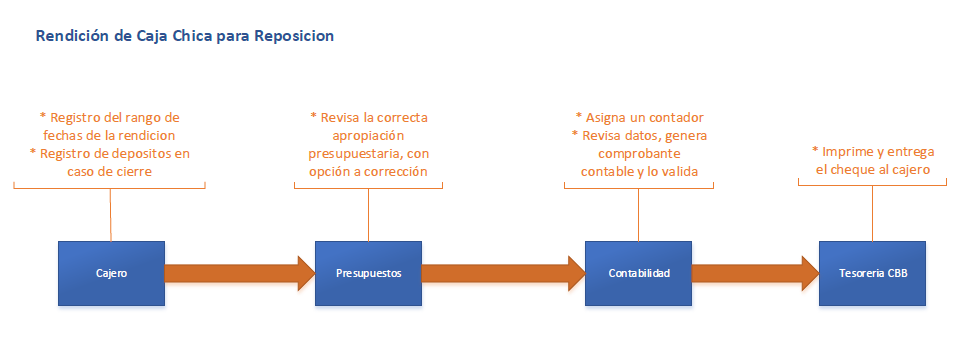 Rendición de Caja Chica para Reposicion
* Registro del rango de
fechas de la rendicion
* Registro de depositos en
caso de cierre
* Revisa la correcta
apropiación
presupuestaria, con
opción a corrección
* Asigna un contador
* Revisa datos, genera
comprobante
contable y lo valida
* Imprime y entrega
el cheque al cajero
Cajero
Presupuestos
Contabilidad
Tesoreria CBB